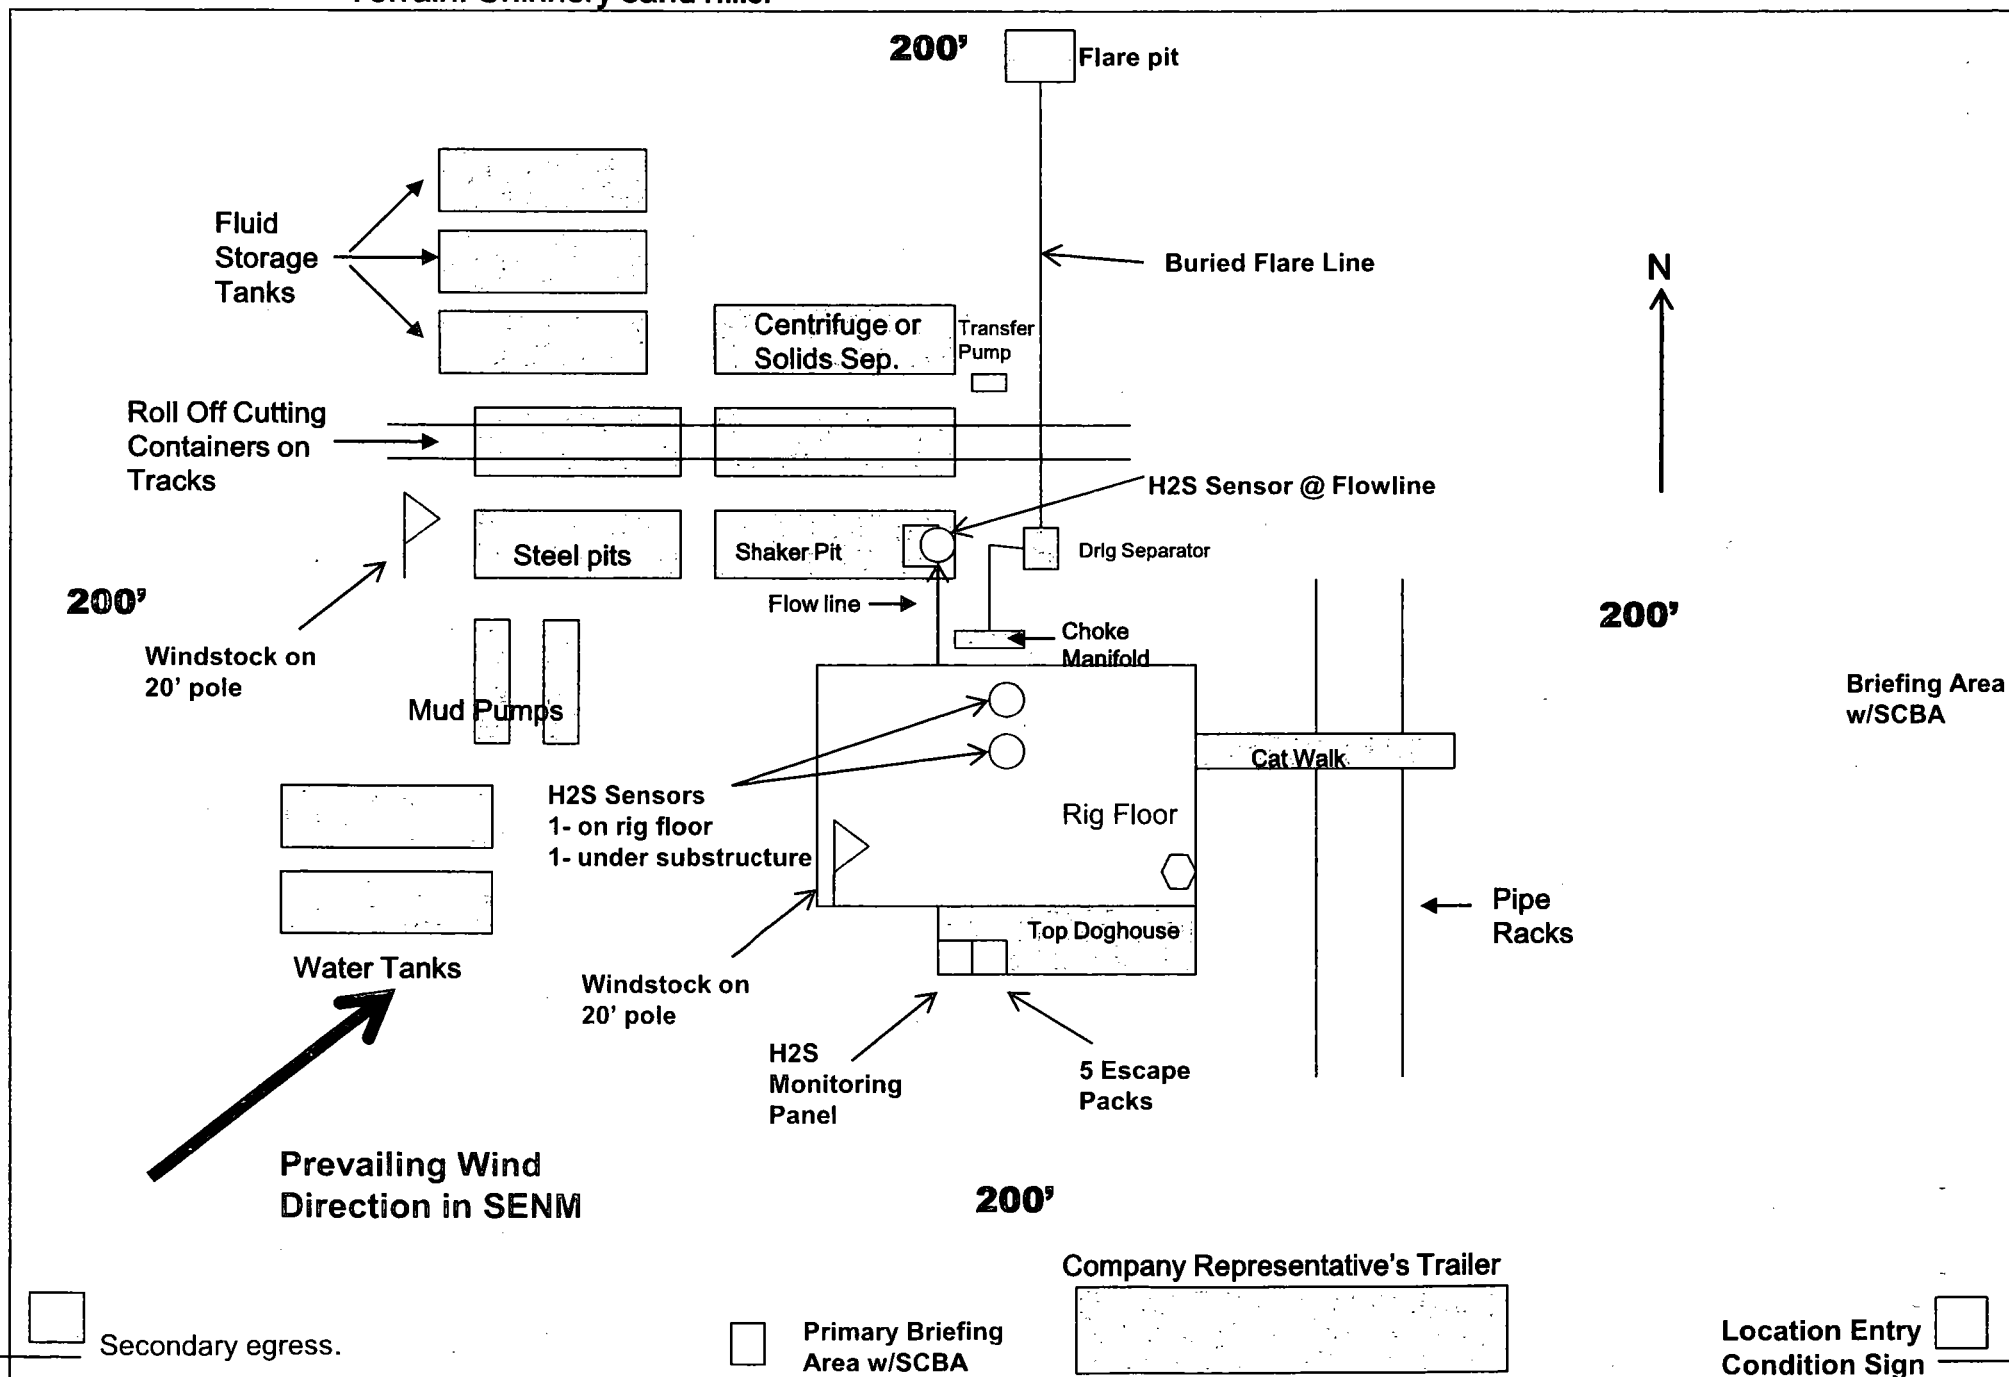 Terrain: Shinnery sand hills.
200'
Flare pit
Fluid
Storage
Tanks
Buried Flare Line
N
Centrifuge or
Solids Sep.
Transfer
Pump
Roll Off Cutting
Containers on
Tracks
H2S Sensor @ Flowline
Steel pits
Shaker Pit
Drlg Separator
200'
Flow line
200'
Windstock on
20' pole
Choke
Manifold
Briefing Area
w/SCBA
Mud Pumps
Cat Walk
H2S Sensors
1- on rig floor
1- under substructure
Rig Floor
Pipe
Racks
Top Doghouse
Water Tanks
Windstock on
20' pole
H2S
Monitoring
Panel
5 Escape
Packs
Prevailing Wind
Direction in SENM
200'
Company Representative's Trailer
Secondary egress.
Primary Briefing
Area w/SCBA
Location Entry
Condition Sign